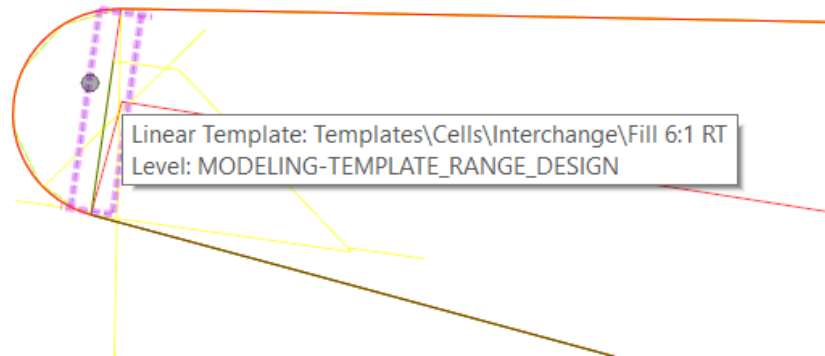 Linear Template: Templates\Cells\Interchange\Fill 6:1 RT
Level: MODELING-TEMPLATE_RANGE_DESIGN